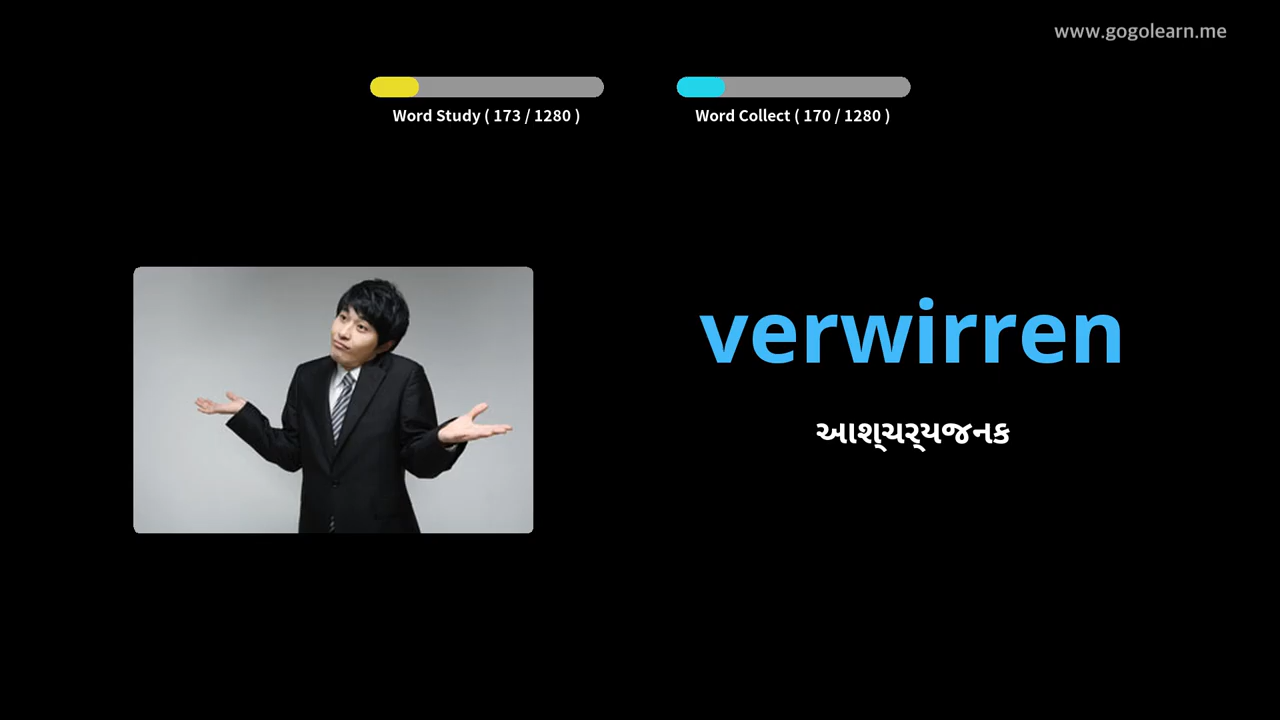 www.gogolearn.me
Word Study ( 173 / 1280 )
Word Collect ( 170 / 1280 )
verwirren
આશ્ચર્યજનક